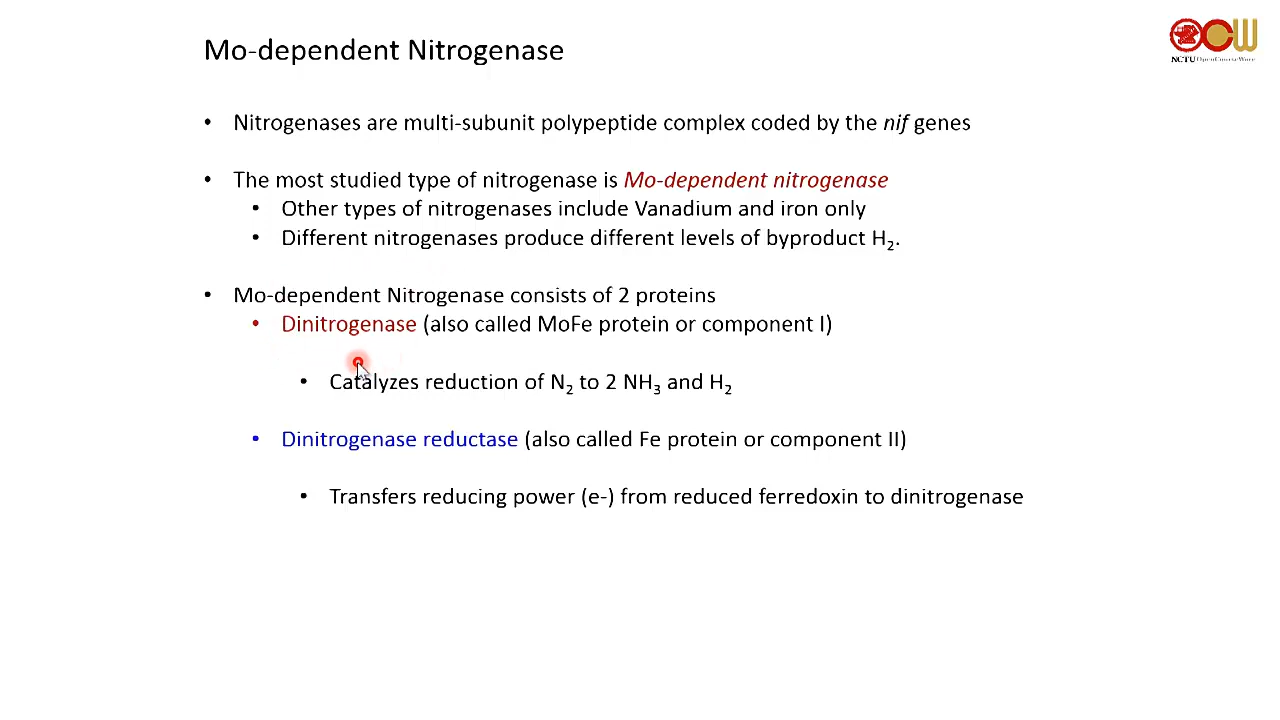 Mo-dependent Nitrogenase
NCTU OpenCourseWare
• Nitrogenases are multi-subunit polypeptide complex coded by the nif genes
• The most studied type of nitrogenase is Mo-dependent nitrogenase
• Other types of nitrogenases include Vanadium and iron only
• Different nitrogenases produce different levels of byproduct H₂.
• Mo-dependent Nitrogenase consists of 2 proteins
• Dinitrogenase (also called MoFe protein or component I)
• Catalyzes reduction of N₂ to 2 NH₃ and H₂
• Dinitrogenase reductase (also called Fe protein or component II)
• Transfers reducing power (e-) from reduced ferredoxin to dinitrogenase